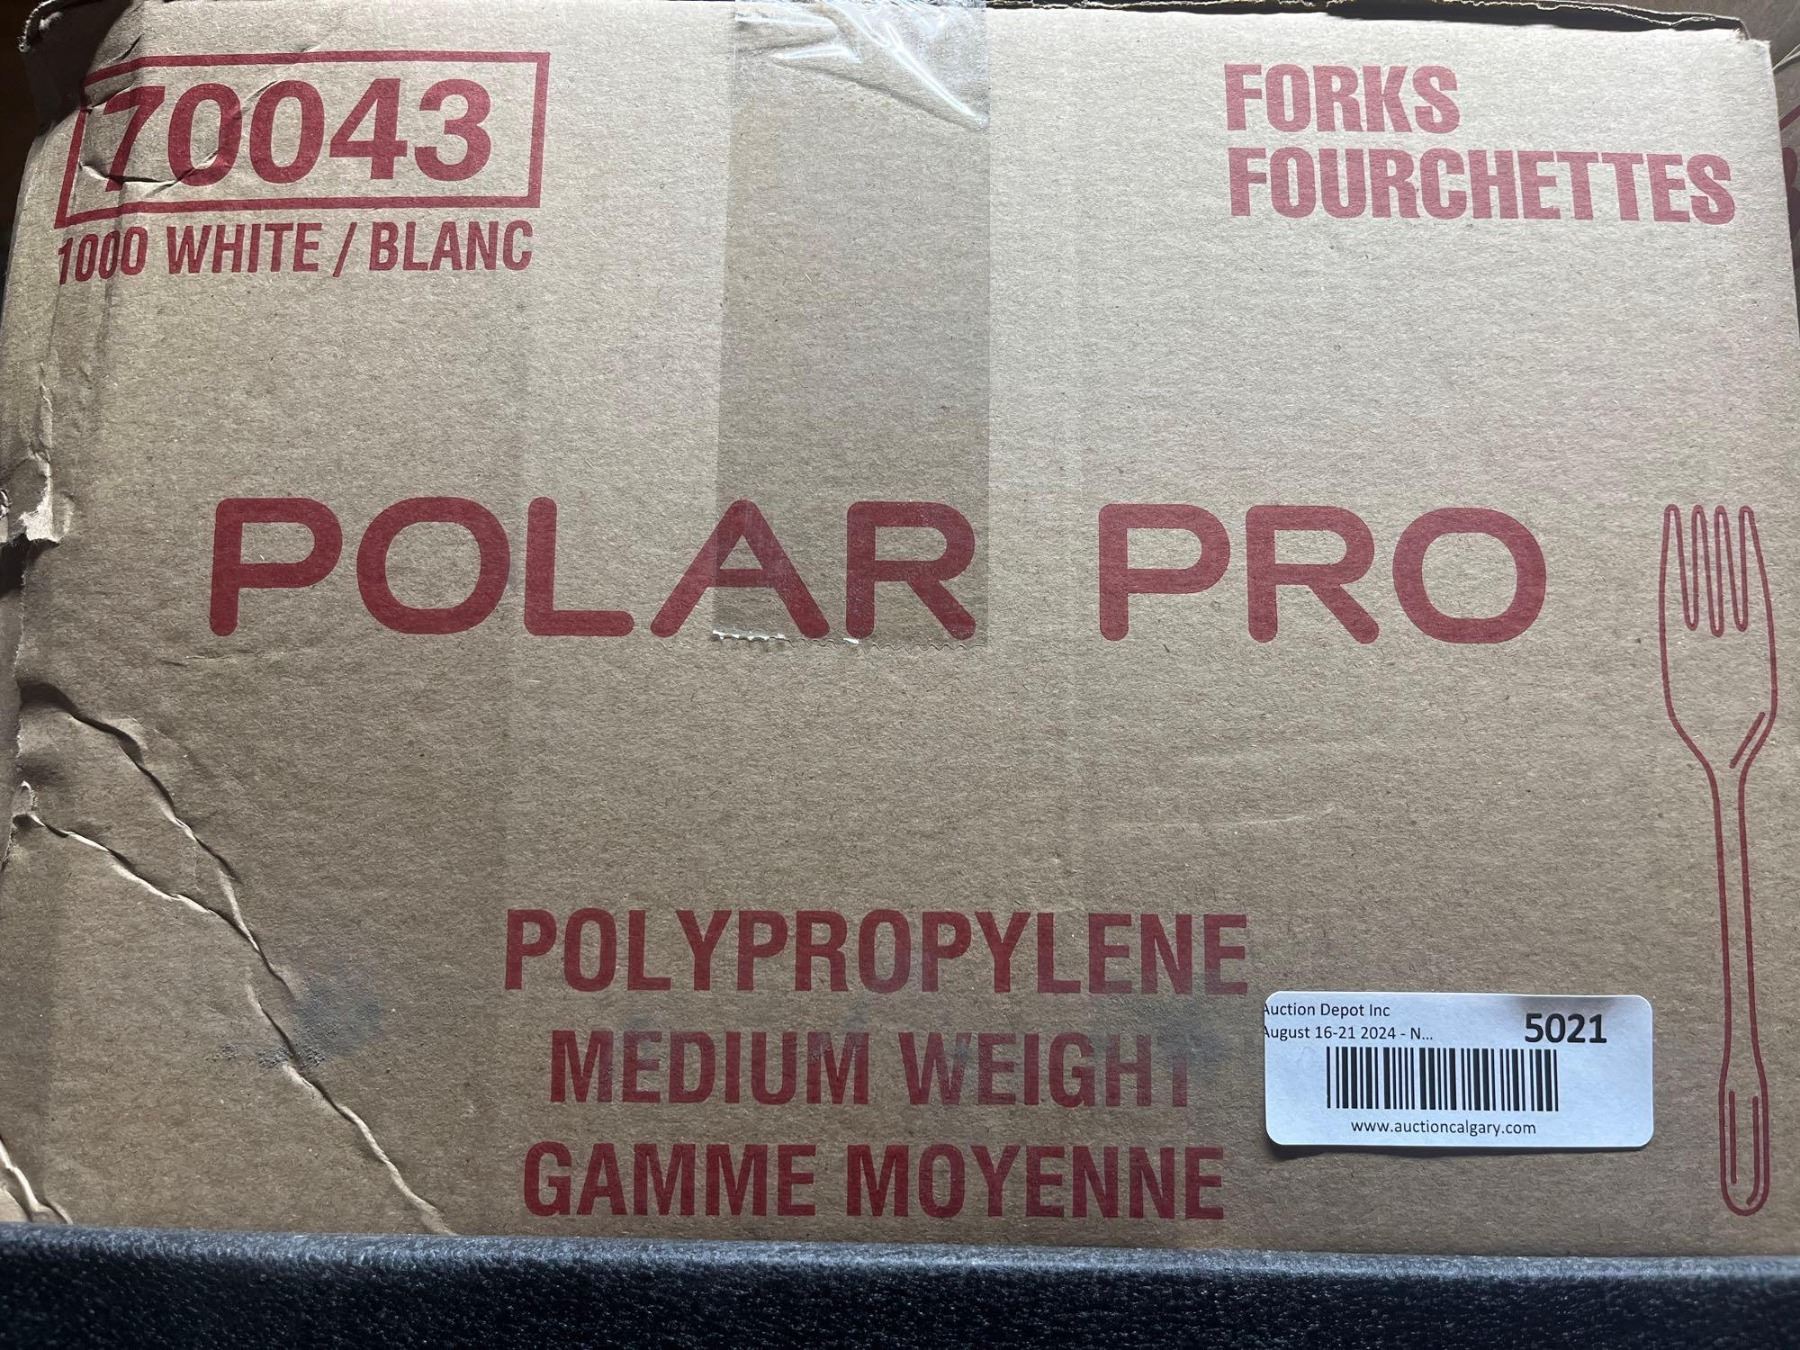 70043
1000 WHITE / BLANC
FORKS
FOURCHETTES
POLAR PRO
POLYPROPYLENE
MEDIUM WEIGHT
GAMME MOYENNE
Auction Depot Inc
August 16-21 2024 - N...
5021
www.auctioncalgary.com